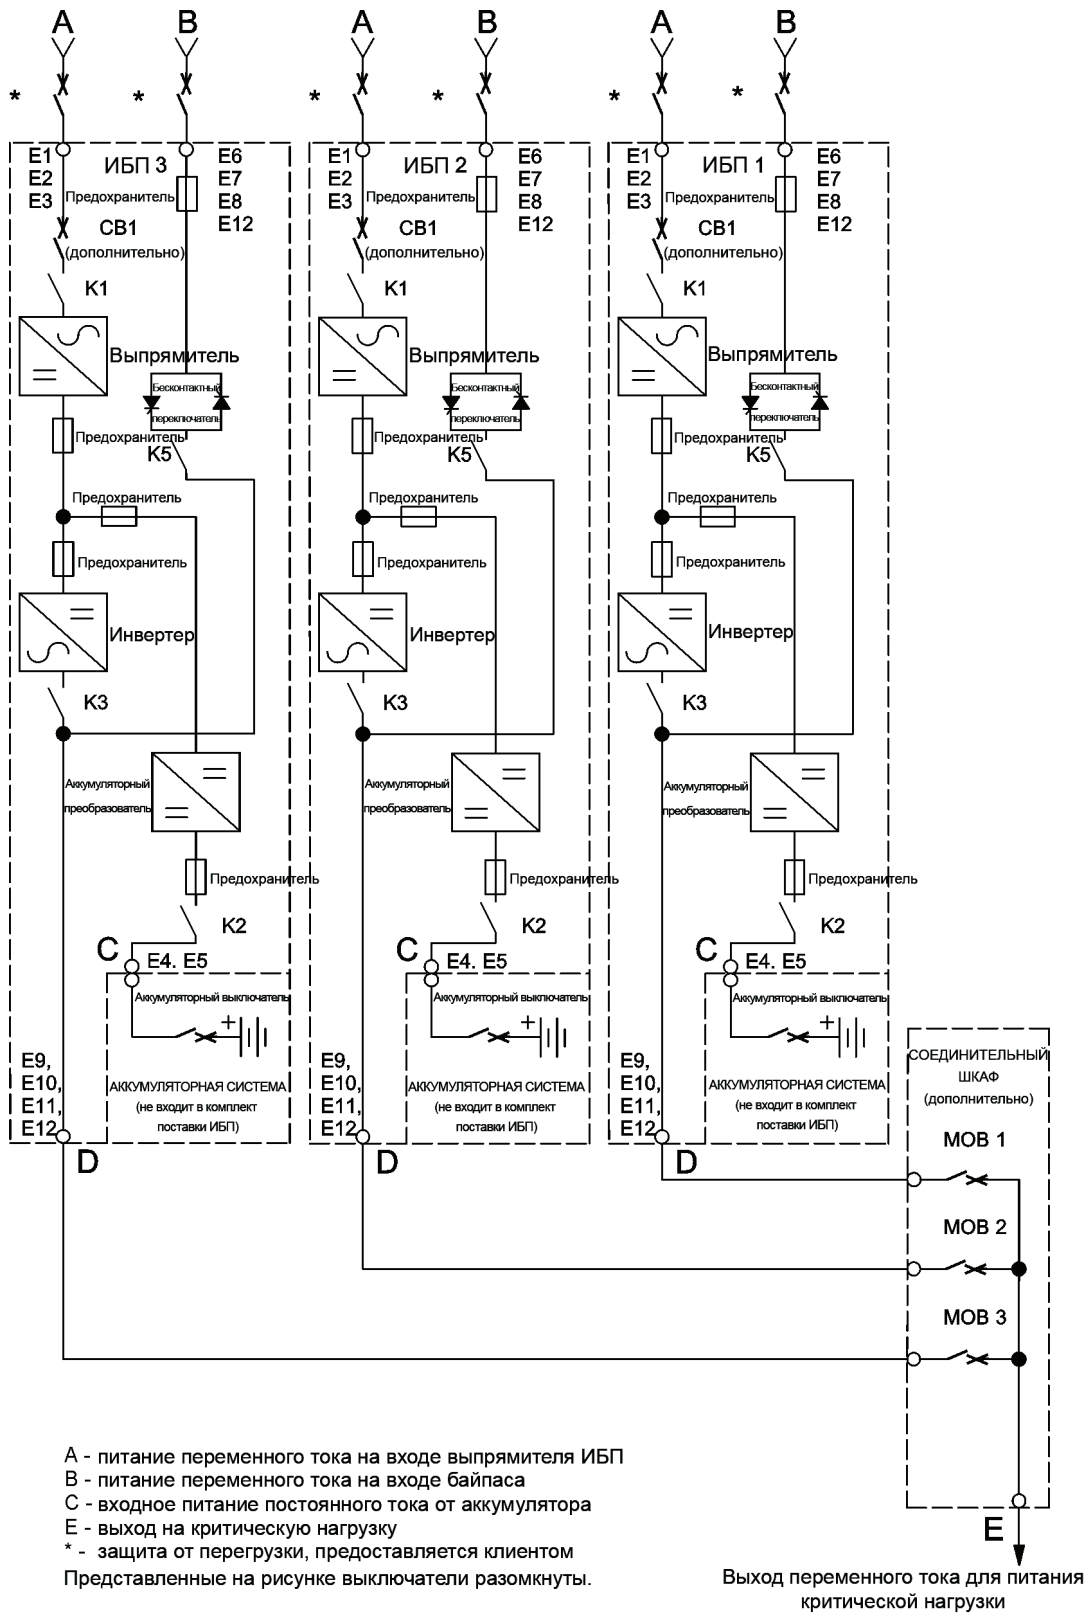 A
B
A
B
A
B
*
*
*
*
*
*
E1
E2
E3
ИБП 3
E6
E7
E8
E12
Предохранитель
CB1
(дополнительно)
K1
Выпрямитель
Бесконтактный
переключатель
Предохранитель
K5
Предохранитель
Предохранитель
Инвертер
K3
Аккумуляторный
преобразователь
Предохранитель
K2
C
E4. E5
Аккумуляторный выключатель
+
E9,
E10,
E11,
E12
АККУМУЛЯТОРНАЯ СИСТЕМА
(не входит в комплект
поставки ИБП)
D
E1
E2
E3
ИБП 2
E6
E7
E8
E12
Предохранитель
CB1
(дополнительно)
K1
Выпрямитель
Бесконтактный
переключатель
Предохранитель
K5
Предохранитель
Предохранитель
Инвертер
K3
Аккумуляторный
преобразователь
Предохранитель
K2
C
E4. E5
Аккумуляторный выключатель
+
E9,
E10,
E11,
E12
АККУМУЛЯТОРНАЯ СИСТЕМА
(не входит в комплект
поставки ИБП)
D
E1
E2
E3
ИБП 1
E6
E7
E8
E12
Предохранитель
CB1
(дополнительно)
K1
Выпрямитель
Бесконтактный
переключатель
Предохранитель
K5
Предохранитель
Предохранитель
Инвертер
K3
Аккумуляторный
преобразователь
Предохранитель
K2
C
E4. E5
Аккумуляторный выключатель
+
E9,
E10,
E11,
E12
АККУМУЛЯТОРНАЯ СИСТЕМА
(не входит в комплект
поставки ИБП)
D
СОЕДИНИТЕЛЬНЫЙ
ШКАФ
(дополнительно)
MOB 1
MOB 2
MOB 3
E
Выход переменного тока для питания
критической нагрузки
A - питание переменного тока на входе выпрямителя ИБП
B - питание переменного тока на входе байпаса
C - входное питание постоянного тока от аккумулятора
E - выход на критическую нагрузку
* - защита от перегрузки, предоставляется клиентом
Представленные на рисунке выключатели разомкнуты.